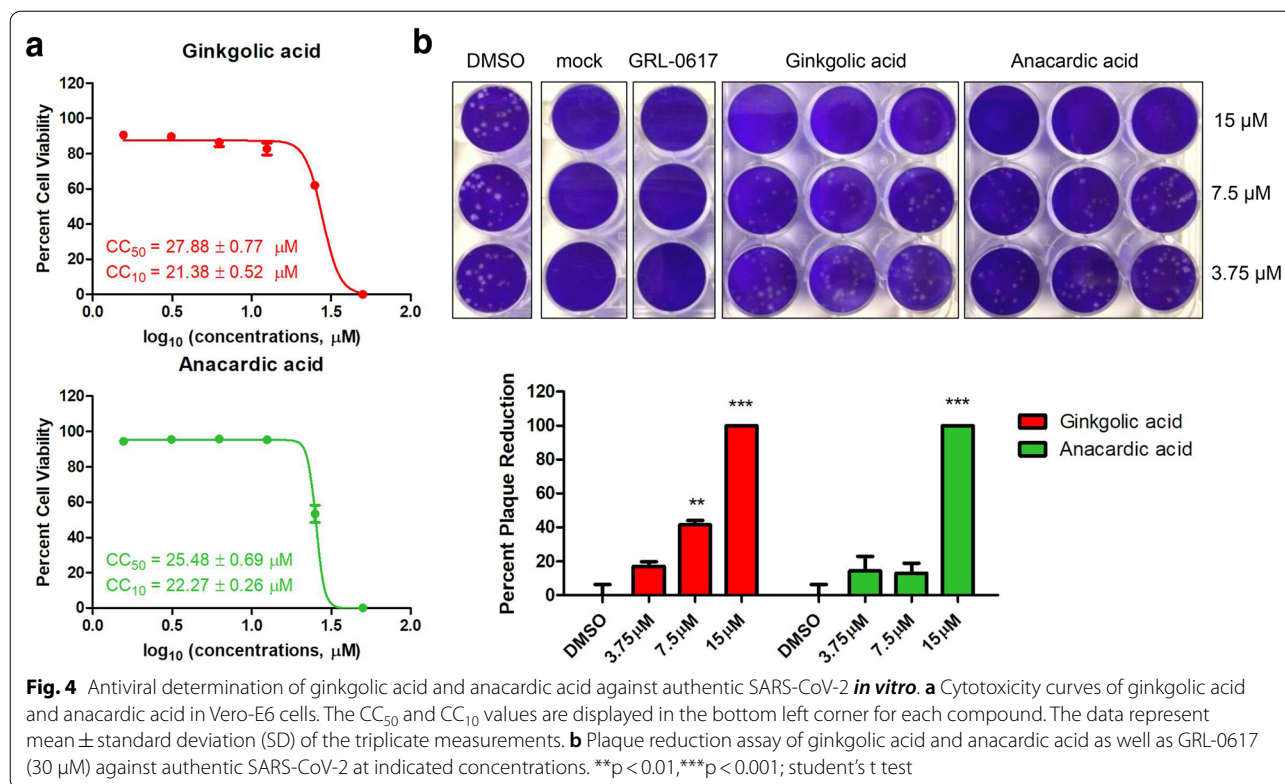 a
Ginkgolic acid
120
100
80
60
40
20
0
Percent Cell Viability
CC50 = 27.88 ± 0.77 μM
CC10 = 21.38 ± 0.52 μM
0.0 0.5 1.0 1.5 2.0
log10 (concentrations, μM)
Anacardic acid
120
100
80
60
40
20
0
Percent Cell Viability
CC50 = 25.48 ± 0.69 μM
CC10 = 22.27 ± 0.26 μM
0.0 0.5 1.0 1.5 2.0
log10 (concentrations, μM)
b
DMSO mock GRL-0617 Ginkgolic acid Anacardic acid
15 μM
7.5 μM
3.75 μM
120
100
80
60
40
20
0
Percent Plaque Reduction
** *** ***
DMSO 3.75μM 7.5μM 15μM DMSO 3.75μM 7.5μM 15μM
Ginkgolic acid
Anacardic acid
Fig. 4 Antiviral determination of ginkgolic acid and anacardic acid against authentic SARS-CoV-2 in vitro. a Cytotoxicity curves of ginkgolic acid
and anacardic acid in Vero-E6 cells. The CC50 and CC10 values are displayed in the bottom left corner for each compound. The data represent
mean ± standard deviation (SD) of the triplicate measurements. b Plaque reduction assay of ginkgolic acid and anacardic acid as well as GRL-0617
(30 μM) against authentic SARS-CoV-2 at indicated concentrations. **p < 0.01,***p < 0.001; student's t test